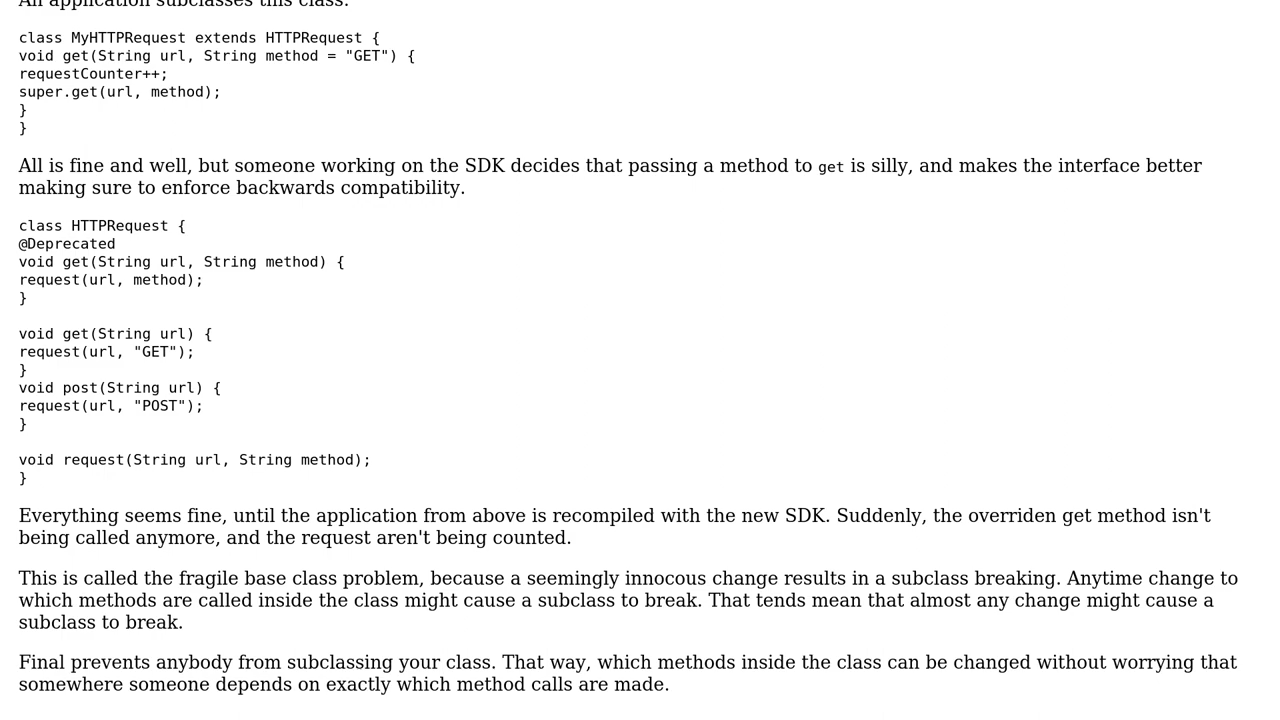 An application subclasses this class:
class MyHTTPRequest extends HTTPRequest {
void get(String url, String method = "GET") {
requestCounter++;
super.get(url, method);
}
}
All is fine and well, but someone working on the SDK decides that passing a method to get is silly, and makes the interface better
making sure to enforce backwards compatibility.
class HTTPRequest {
@Deprecated
void get(String url, String method) {
request(url, method);
}
void get(String url) {
request(url, "GET");
}
void post(String url) {
request(url, "POST");
}
void request(String url, String method);
}
Everything seems fine, until the application from above is recompiled with the new SDK. Suddenly, the overriden get method isn't
being called anymore, and the request aren't being counted.
This is called the fragile base class problem, because a seemingly innocous change results in a subclass breaking. Anytime change to
which methods are called inside the class might cause a subclass to break. That tends mean that almost any change might cause a
subclass to break.
Final prevents anybody from subclassing your class. That way, which methods inside the class can be changed without worrying that
somewhere someone depends on exactly which method calls are made.